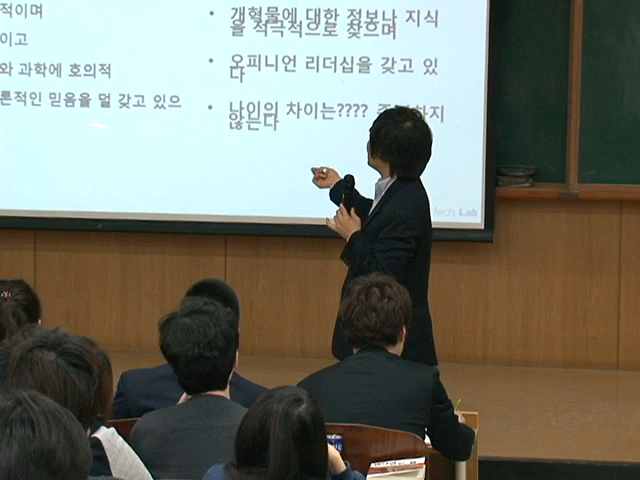 적이며
이고
와 과학에 호의적
론적인 믿음을 덜 갖고 있으
• 개혁물에 대한 정보나 지식
을 적극적으로 찾으며
• 오피니언 리더십을 갖고 있
다
• 나이의 차이는????
않는다
Tech. Lab